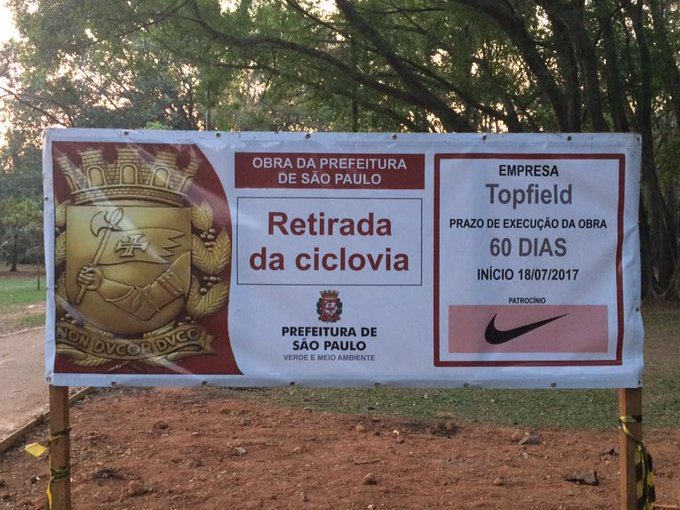 NON DVCOR DVCO
OBRA DA PREFEITURA
DE SÃO PAULO
Retirada
da ciclovia
PREFEITURA DE
SÃO PAULO
VERDE E MEIO AMBIENTE
EMPRESA
Topfield
PRAZO DE EXECUÇÃO DA OBRA
60 DIAS
INÍCIO 18/07/2017
PATROCÍNIO